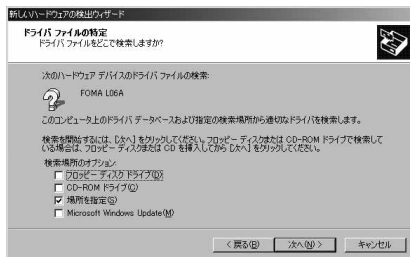 新しいハードウェアの検出ウィザード
ドライバ ファイルの特定
ドライバ ファイルをどこで検索しますか?
次のハードウェア デバイスのドライバ ファイルの検索:
FOMA L06A
このコンピュータ上のドライバ データベースおよび指定の検索場所から適切なドライバを検索します。
検索を開始するには、[次へ] をクリックしてください。フロッピー ディスクまたは CD-ROM ドライブで検索して
いる場合は、フロッピー ディスクまたは CD を挿入してから [次へ] をクリックしてください。
検索場所のオプション:
フロッピー ディスク ドライブ(D)
CD-ROM ドライブ(C)
場所を指定(S)
Microsoft Windows Update(M)
< 戻る(B)
次へ(N) >
キャンセル